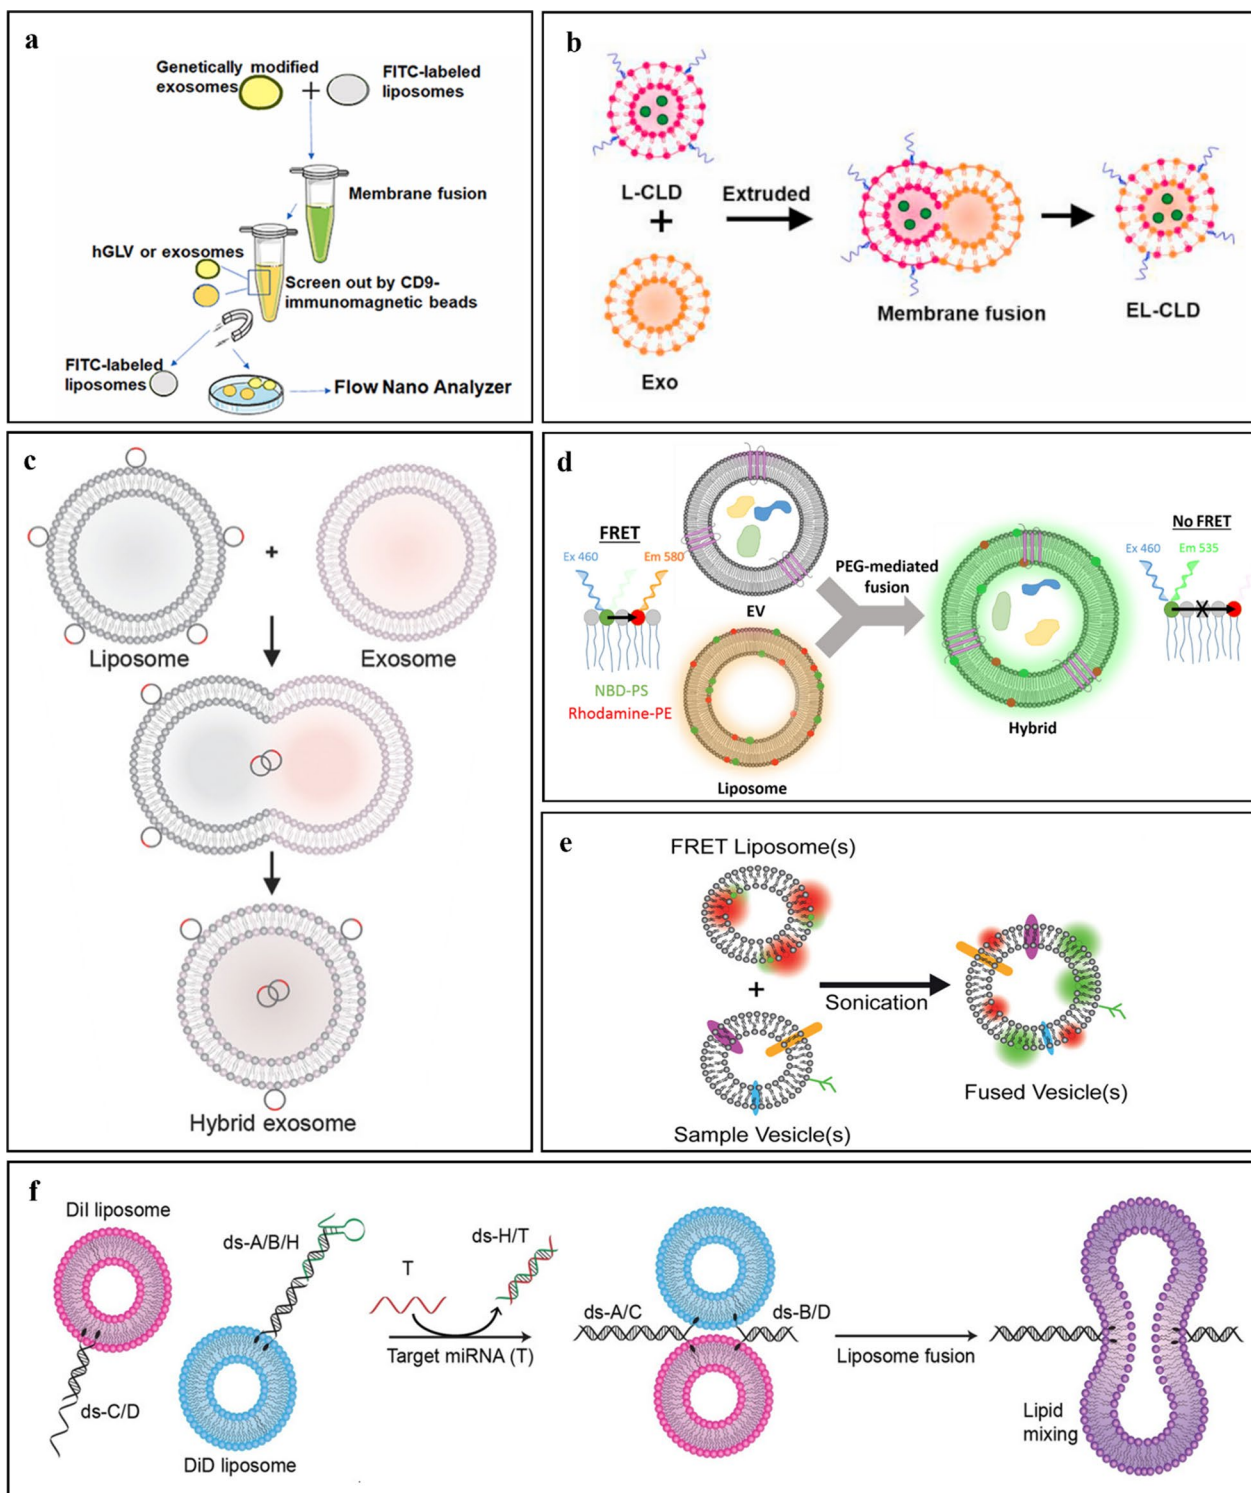 a
Genetically modified
exosomes
+
FITC-labeled
liposomes
Membrane fusion
hGLV or exosomes
Screen out by CD9-
immunomagnetic beads
FITC-labeled
liposomes
Flow Nano Analyzer
b
L-CLD
+
Exo
Extruded
Membrane fusion
EL-CLD
c
Liposome
+
Exosome
Hybrid exosome
d
FRET
Ex 460
Em 580
NBD-PS
Rhodamine-PE
EV
Liposome
PEG-mediated
fusion
Hybrid
No FRET
Ex 460
Em 535
e
FRET Liposome(s)
+
Sample Vesicle(s)
Sonication
Fused Vesicle(s)
f
DiI liposome
ds-C/D
ds-A/B/H
DiD liposome
T
ds-H/T
Target miRNA (T)
ds-A/C
ds-B/D
Liposome fusion
Lipid
mixing